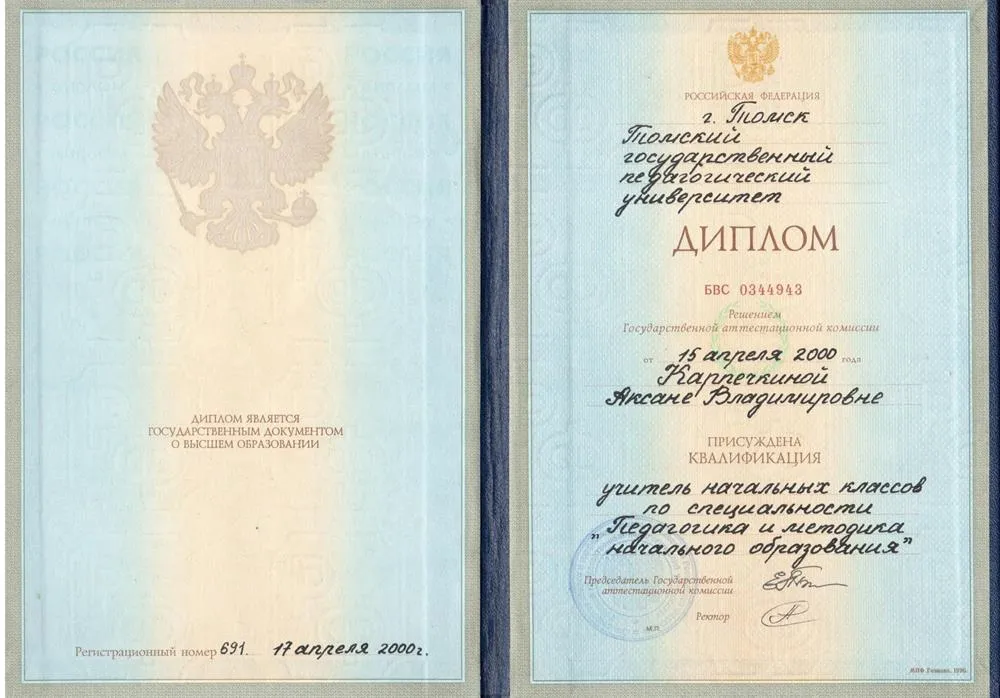 ДИПЛОМ ЯВЛЯЕТСЯ
ГОСУДАРСТВЕННЫМ ДОКУМЕНТОМ
О ВЫСШЕМ ОБРАЗОВАНИИ
Регистрационный номер 691. 17 апреля 2000г.
РОССИЙСКАЯ ФЕДЕРАЦИЯ
г. Томск
Томский
государственный
педагогический
университет
ДИПЛОМ
БВС 0344943
Решением
Государственной аттестационной комиссии
от 15 апреля 2000 года
Карпечкиной
Аксане Владимировне
ПРИСУЖДЕНА
КВАЛИФИКАЦИЯ
учитель начальных классов
по специальности
„Педагогика и методика
начального образования"
Председатель Государственной
аттестационной комиссии
Ректор
М.П.